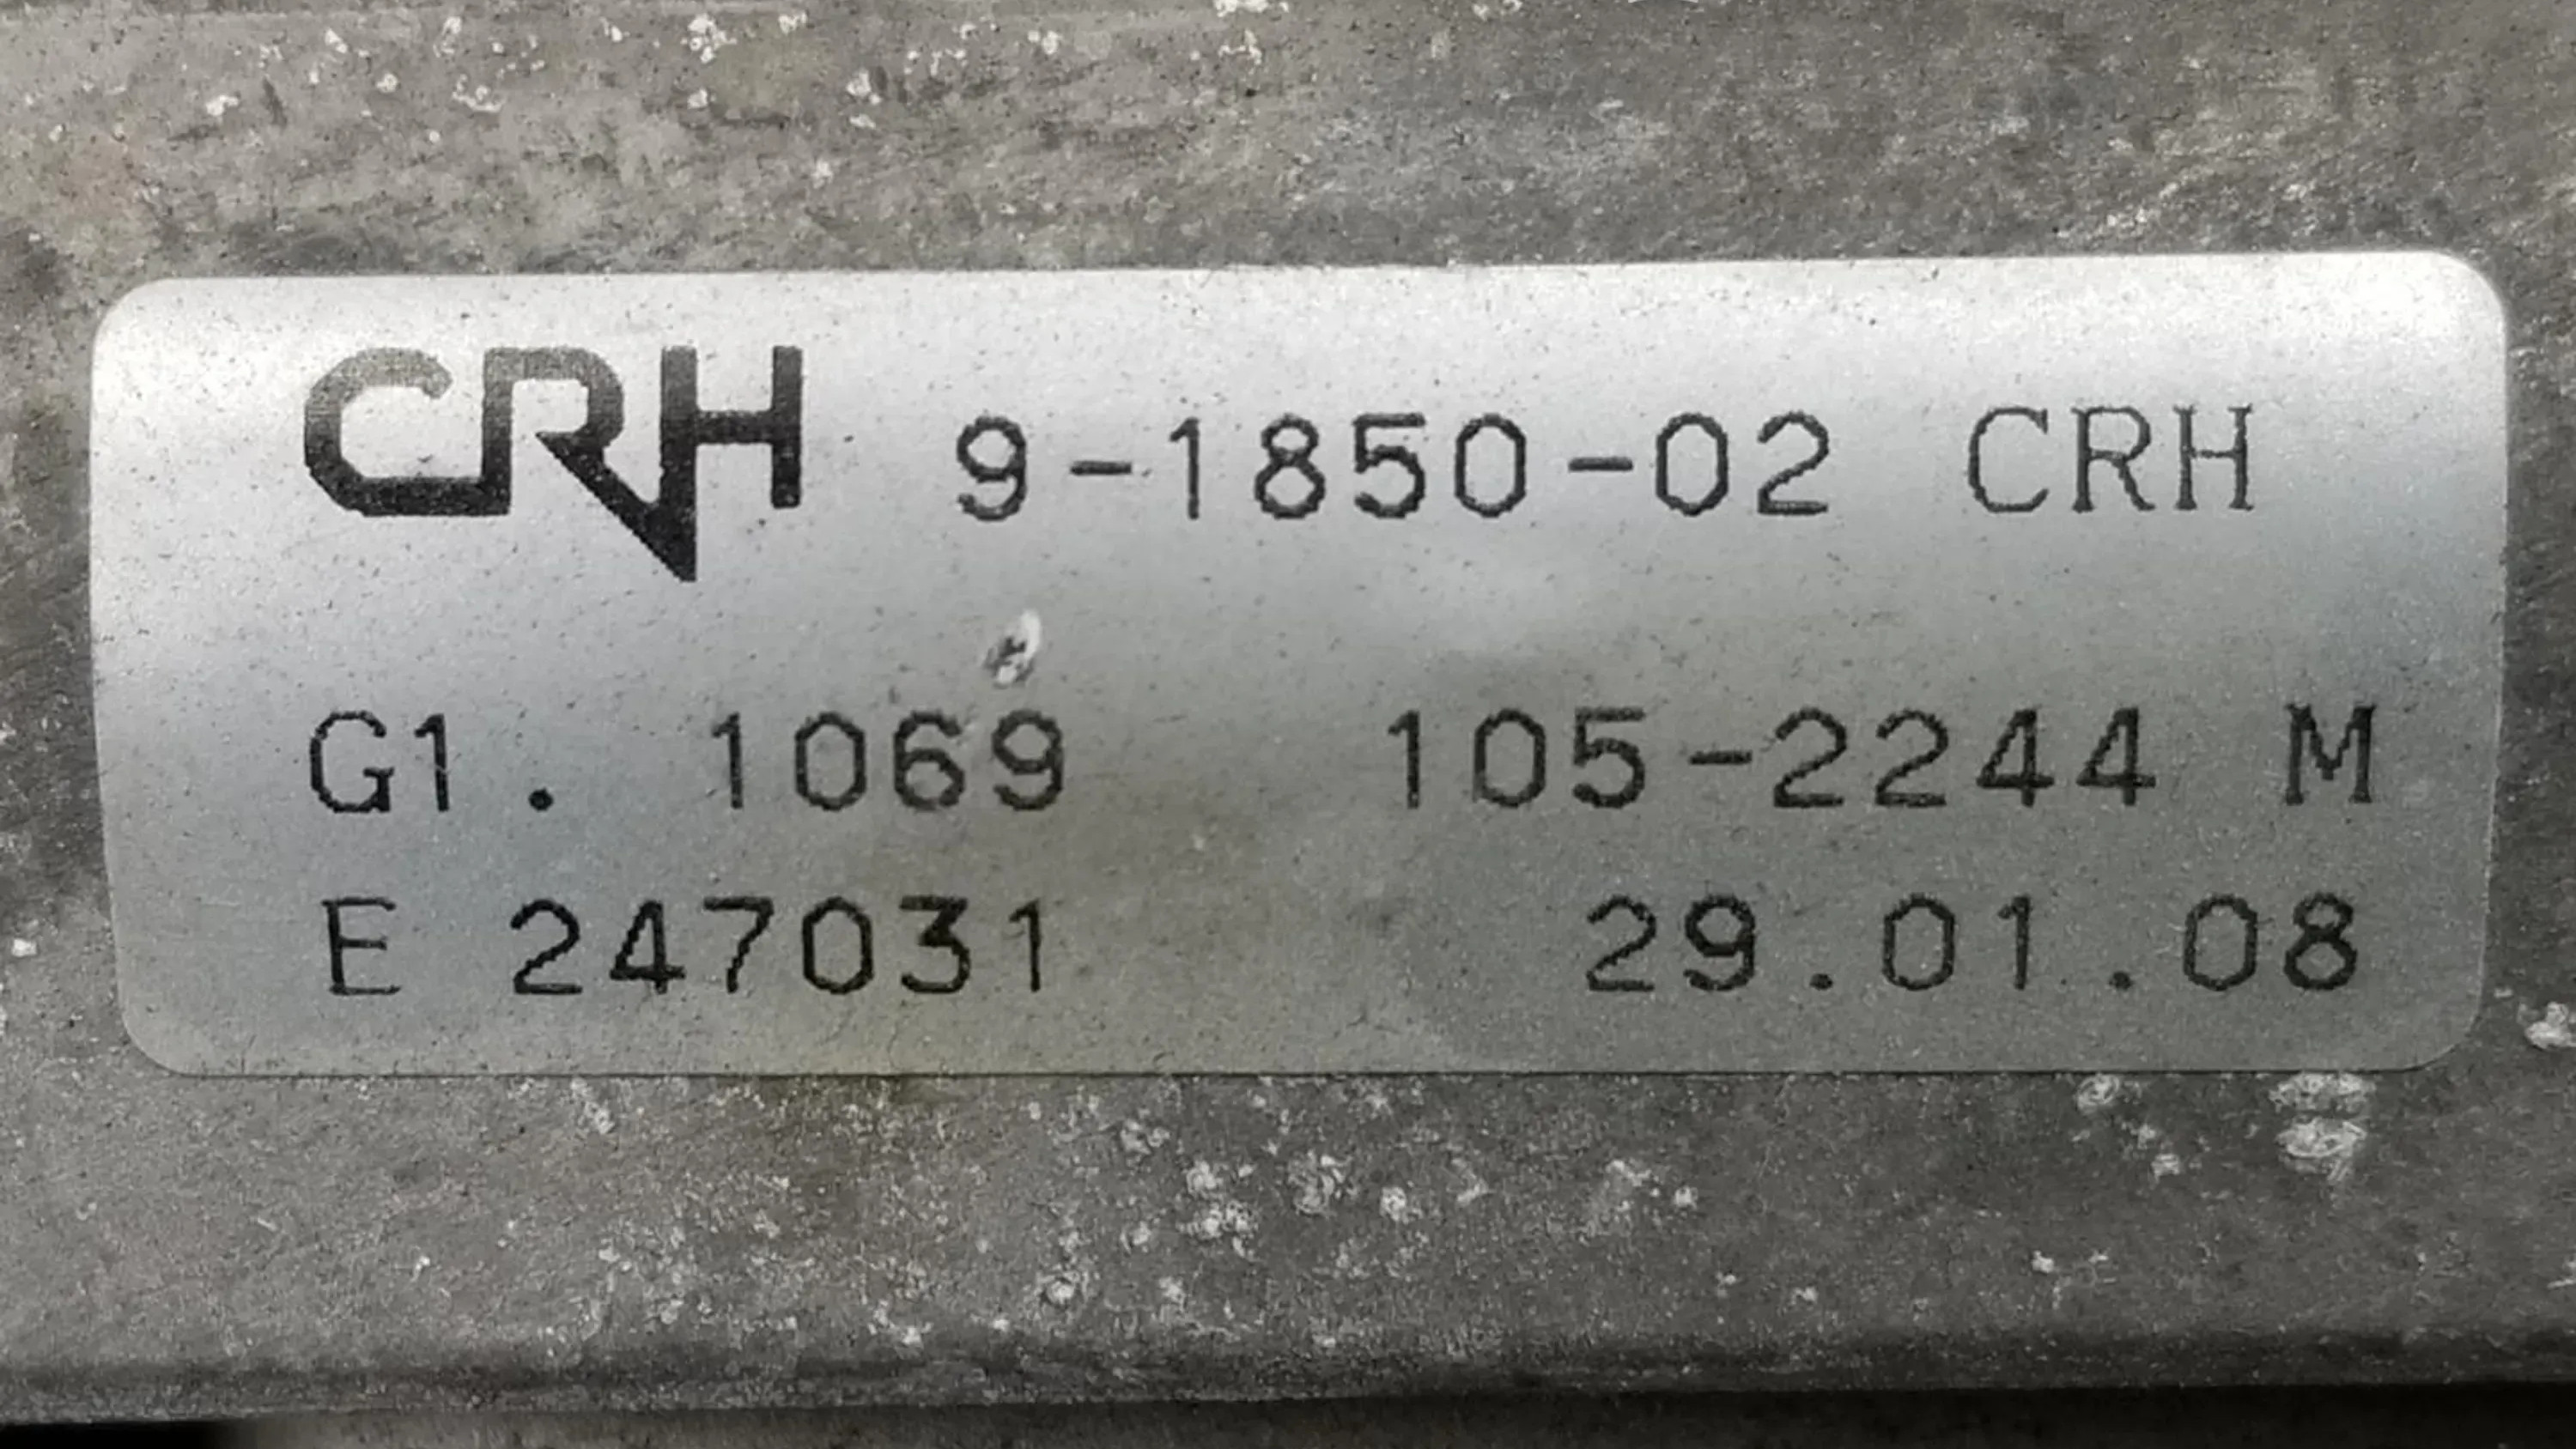 CRH 9-1850-02 CRH
G1. 1069 105-2244 M
E 247031 29.01.08